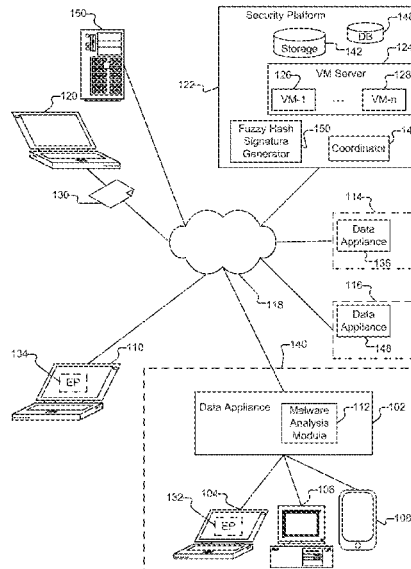 150
Security Platform
Storage
142
DB
124
VM Server
126
128
VM-1
...
VM-n
122
Fuzzy Hash
Signature
Generator
Coordinator
120
130
118
114
Data
Appliance
116
Data
Appliance
148
140
134
EP
110
Data Appliance
Malware
Analysis
Module
112
102
132
EP
104
106
108